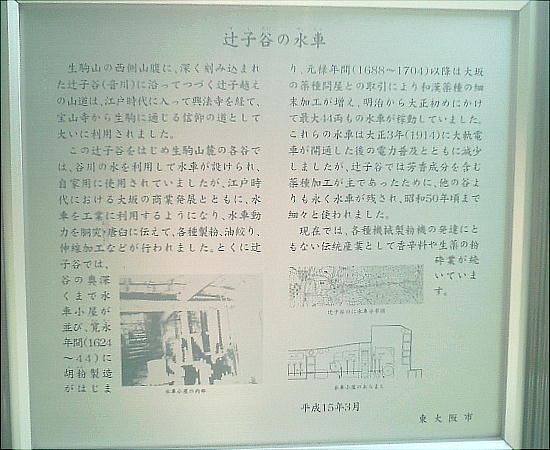 辻子谷の水車
生駒山の西側山腹に、深く刻み込まれ
た辻子谷(音川)に沿ってつづく辻子越え
の山道は、江戸時代に入って興法寺を経て、
宝山寺から生駒に通じる信仰の道として
大いに利用されました。
この辻子谷をはじめ生駒山麓の各谷で
は、谷川の水を利用して水車が設けられ、
自家用に使用されていましたが、江戸時
代における大坂の商業発展とともに、水
車を工業に利用するようになり、水車動
力を胴突・唐臼に伝えて、各種製粉、油絞り、
伸線加工などが行われました。とくに辻
子谷では、
谷の奥深
くまで水
車小屋が
並び、寛永
年間(1624
〜44)に
胡粉製造
がはじま
り、元禄年間(1688〜1704)以降は大坂
の薬種問屋との取引により和漢薬種の細
末加工が増え、明治から大正初めにかけ
て最大44両もの水車が稼動していました。
これらの水車は大正3年(1914)に大軌電
車が開通した後の電力普及とともに減少
しましたが、辻子谷では芳香成分を含む
薬種加工が主であったために、他の谷よ
りも永く水車が残され、昭和50年頃まで
細々と使われました。
現在では、各種機械製粉機の発達にと
もない伝統産業として香辛料や生薬の粉
砕業が続
いていま
す。
水車小屋の内部
水車小屋のあらまし
平成15年3月
東大阪市